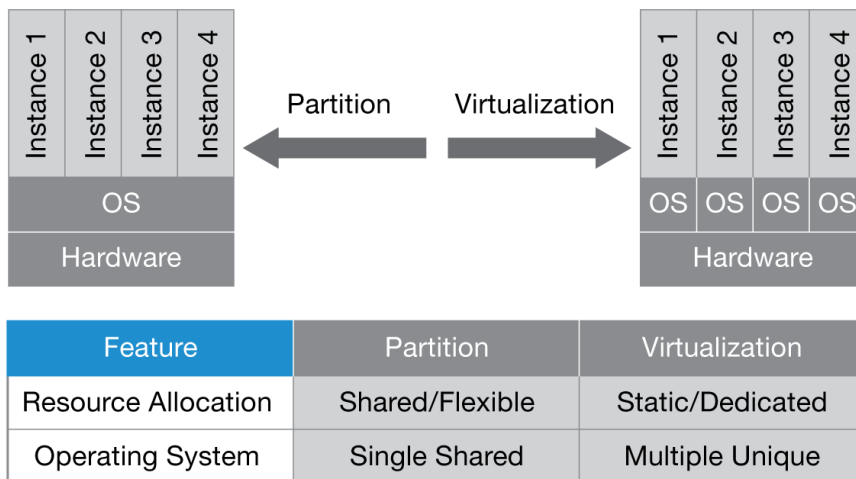 Instance 1
Instance 2
Instance 3
Instance 4
OS
Hardware
Partition
Virtualization
Instance 1
Instance 2
Instance 3
Instance 4
OS OS OS OS
Hardware
Feature Partition Virtualization
Resource Allocation Shared/Flexible Static/Dedicated
Operating System Single Shared Multiple Unique